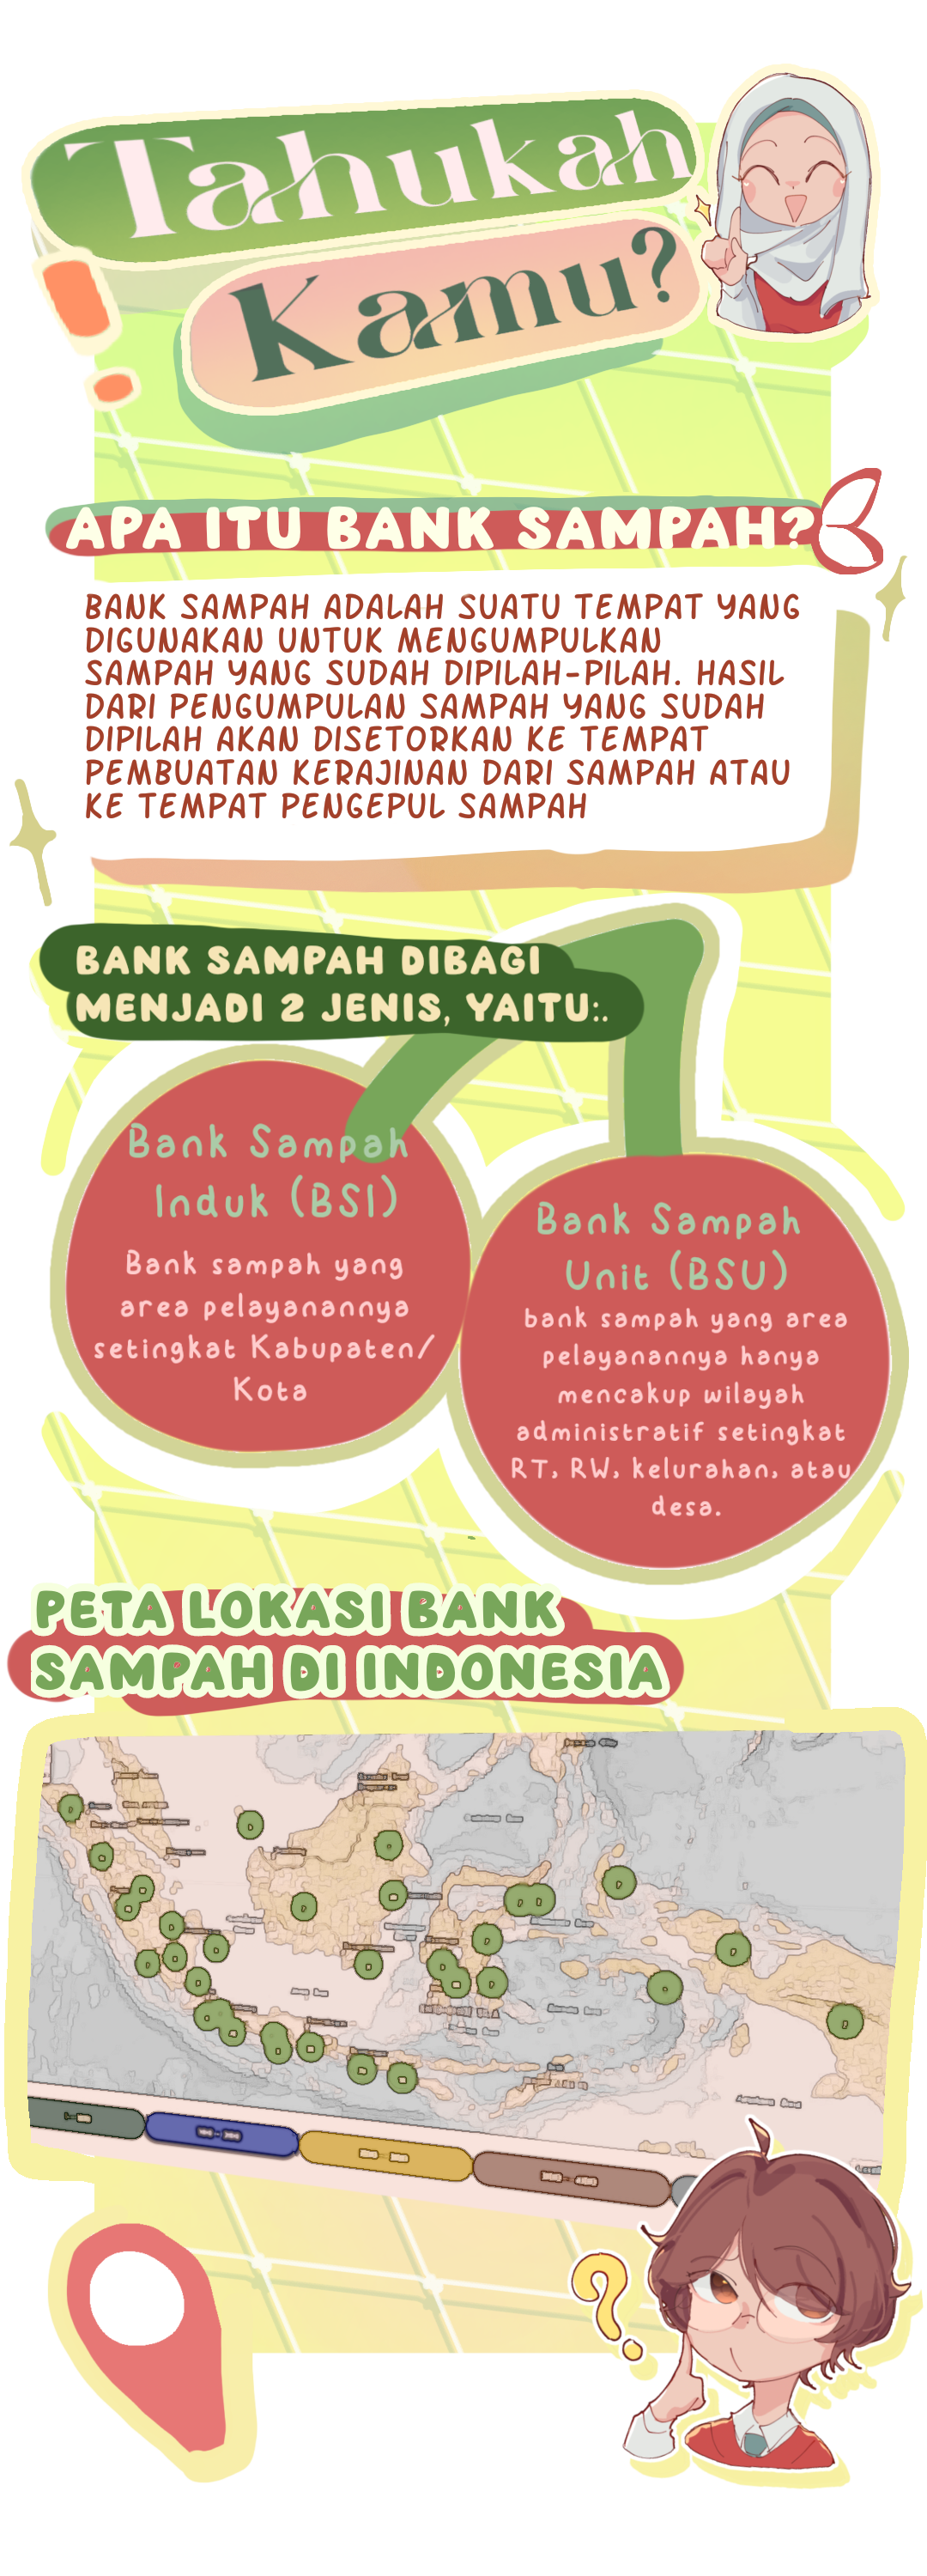 Tahukah
Kamu?
APA ITU BANK SAMPAH?
BANK SAMPAH ADALAH SUATU TEMPAT YANG
DIGUNAKAN UNTUK MENGUMPULKAN
SAMPAH YANG SUDAH DIPILAH-PILAH. HASIL
DARI PENGUMPULAN SAMPAH YANG SUDAH
DIPILAH AKAN DISETORKAN KE TEMPAT
PEMBUATAN KERAJINAN DARI SAMPAH ATAU
KE TEMPAT PENGEPUL SAMPAH
BANK SAMPAH DIBAGI
MENJADI 2 JENIS, YAITU:.
Bank Sampah
Induk (BSI)
Bank sampah yang
area pelayanannya
setingkat Kabupaten/
Kota
Bank Sampah
Unit (BSU)
bank sampah yang area
pelayanannya hanya
mencakup wilayah
administratif setingkat
RT, RW, kelurahan, atau
desa.
PETA LOKASI BANK
SAMPAH DI INDONESIA
?